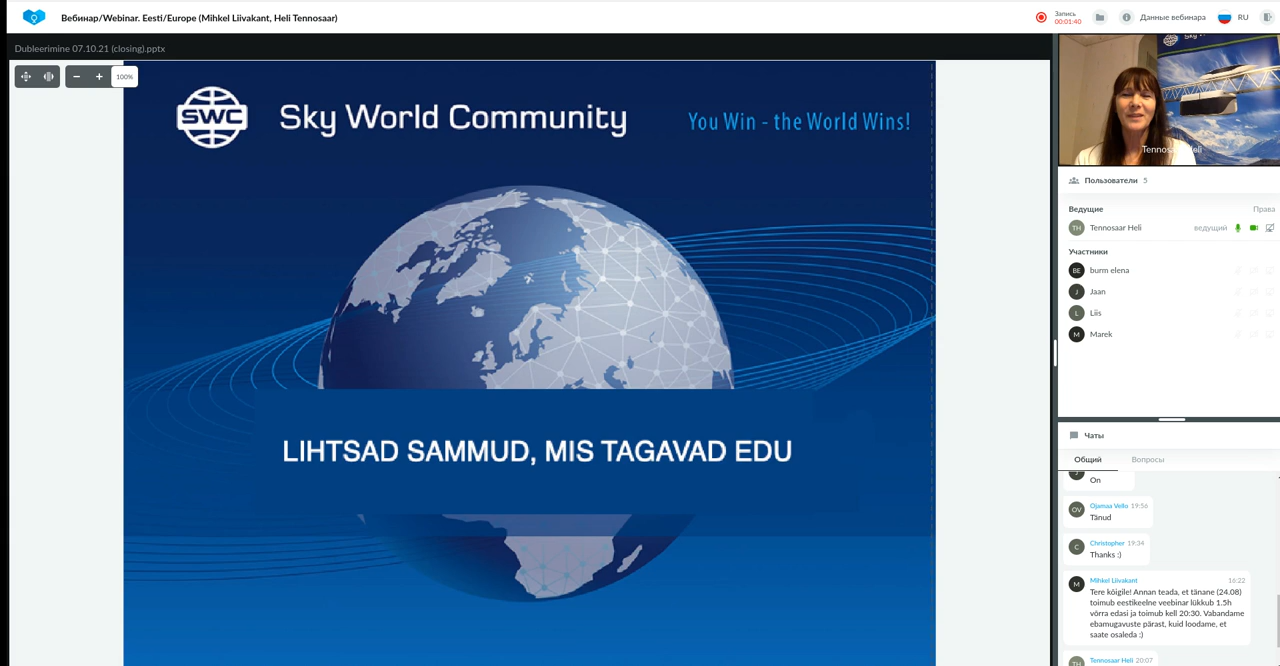 Вебинар/Webinar. Eesti/Europe (Mihkel Liivakant, Heli Tennosaar)
Запись
00:01:40
Данные вебинара
RU
Dubleerimine 07.10.21 (closing).pptx
100%
SWC
Sky World Community
You Win - the World Wins!
LIHTSAD SAMMUD, MIS TAGAVAD EDU
Пользователи 5
Ведущие Права
TH Tennosaar Heli ведущий
Участники
BE burm elena
J Jaan
L Liis
M Marek
Чаты
Общий Вопросы
On
OV Ojamaa Vello 19:56
Tänud
C Christopher 19:34
Thanks :)
M Mihkel Liivakant 16:22
Tere kõigile! Annan teada, et tänane (24.08)
toimub eestikeelne veebinar lükkub 1.5h
võrra edasi ja toimub kell 20:30. Vabandame
ebamugavuste pärast, kuid loodame, et
saate osaleda :)
TH Tennosaar Heli 20:07